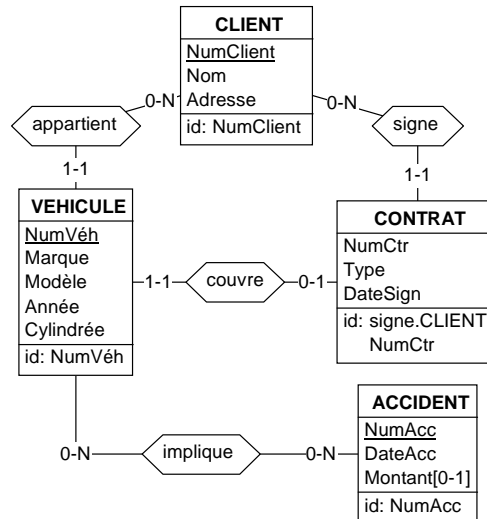 CLIENT
NumClient
Nom
Adresse
id: NumClient
0-N
0-N
appartient
signe
1-1
1-1
VEHICULE
NumVéh
Marque
Modèle
Année
Cylindrée
id: NumVéh
1-1
couvre
0-1
CONTRAT
NumCtr
Type
DateSign
id: signe.CLIENT
NumCtr
0-N
implique
0-N
ACCIDENT
NumAcc
DateAcc
Montant[0-1]
id: NumAcc